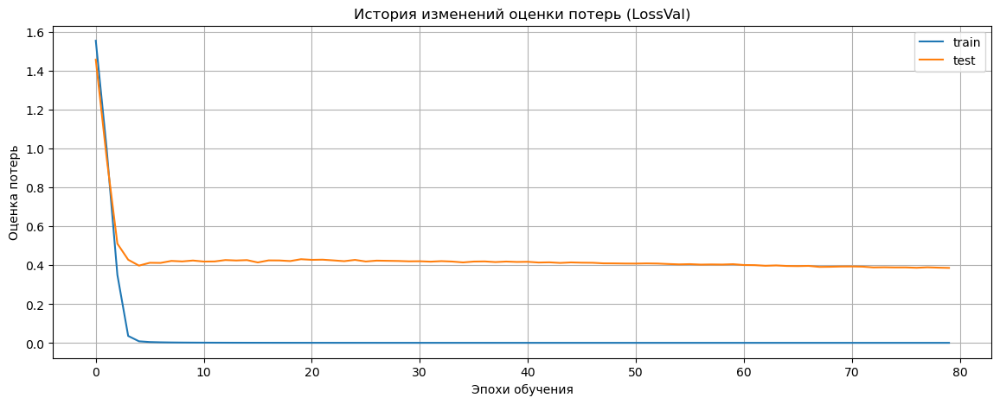 История изменений оценки потерь (LossVal)
1.6
1.4
1.2
1.0
0.8
0.6
0.4
0.2
0.0
Оценка потерь
train
test
0 10 20 30 40 50 60 70 80
Эпохи обучения